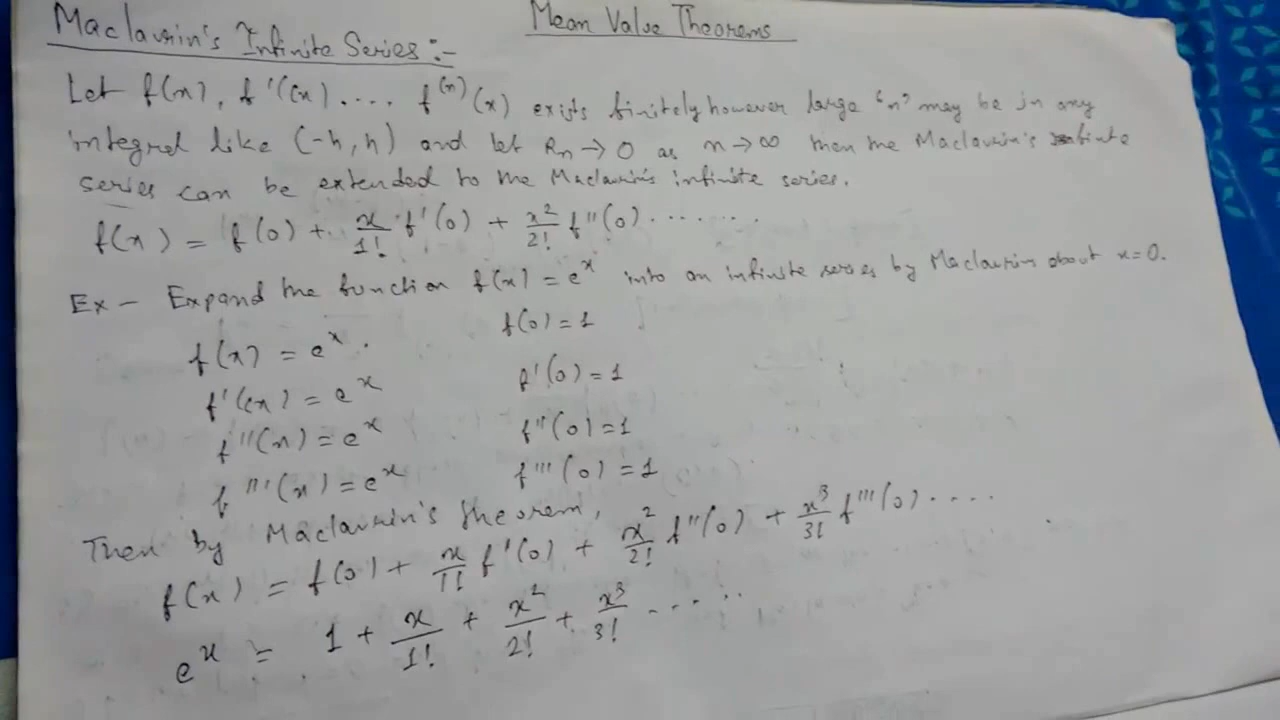 Mean Value Theorems
Maclaurin's Infinite Series :-
Let f(x), f'(x) .... f^(n)(x) exists finitely however large 'n' may be in any
integral like (-h, h) and let Rn → 0 as n → ∞ then the Maclaurin's finite
series can be extended to the Maclaurin's infinite series.
f(x) = f(0) + x/1! f'(0) + x²/2! f''(0) .......
Ex - Expand the function f(x) = e^x into an infinite series by Maclaurin about x=0.
f(x) = e^x . f(0) = 1
f'(x) = e^x f'(0) = 1
f''(x) = e^x f''(0) = 1
f'''(x) = e^x f'''(0) = 1
Then by Maclaurin's theorem,
f(x) = f(0) + x/1! f'(0) + x²/2! f''(0) + x³/3! f'''(0) ....
e^x = 1 + x/1! + x²/2! + x³/3! .....